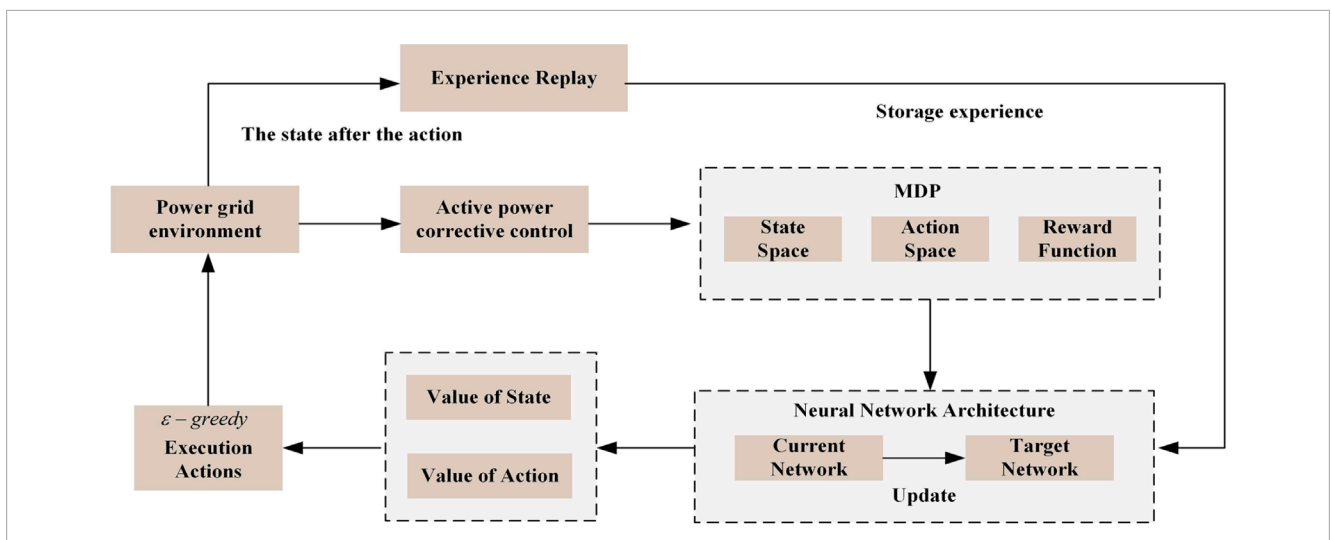 Experience Replay
Storage experience
The state after the action
MDP
Power grid
environment
Active power
corrective control
State
Space
Action
Space
Reward
Function
Value of State
Value of Action
ε – greedy
Execution
Actions
Neural Network Architecture
Current
Network
Target
Network
Update